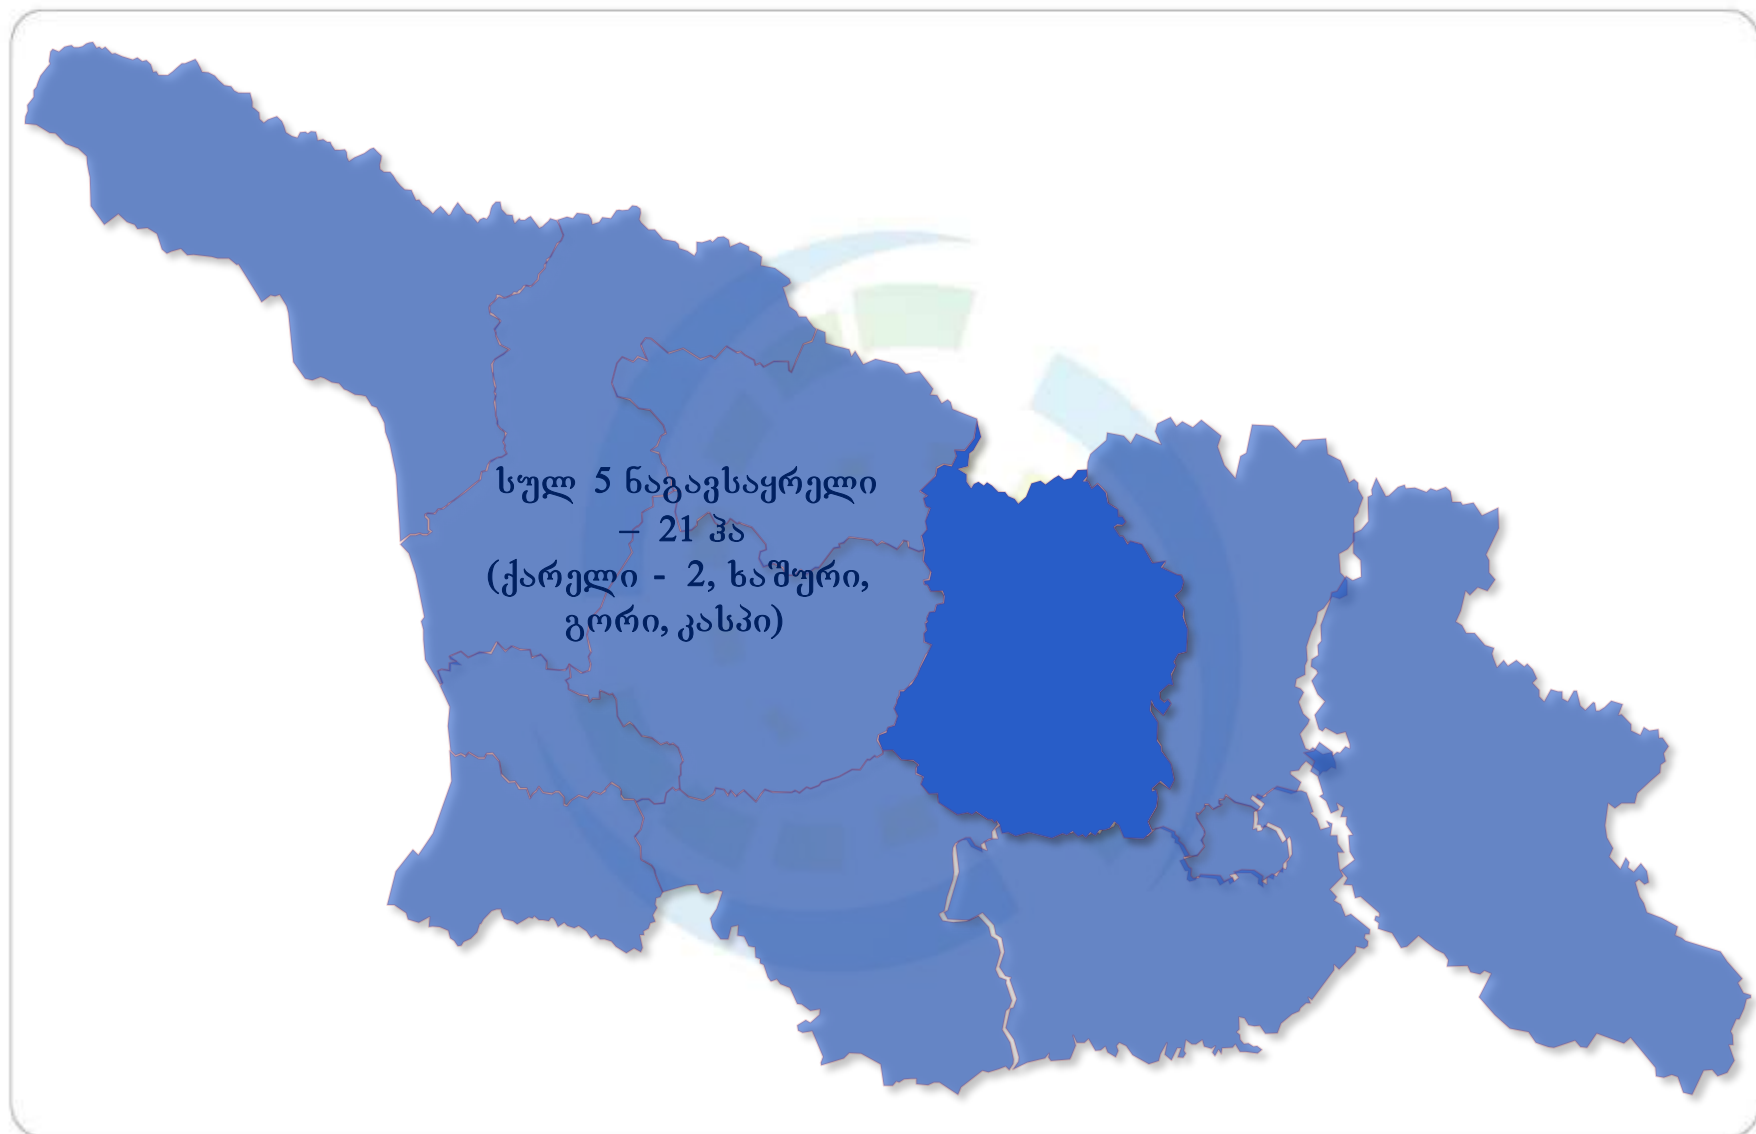 სულ 5 ნაგავსაყრელი
– 21 ჰა
(ქარელი - 2, ხაშური,
გორი, კასპი)